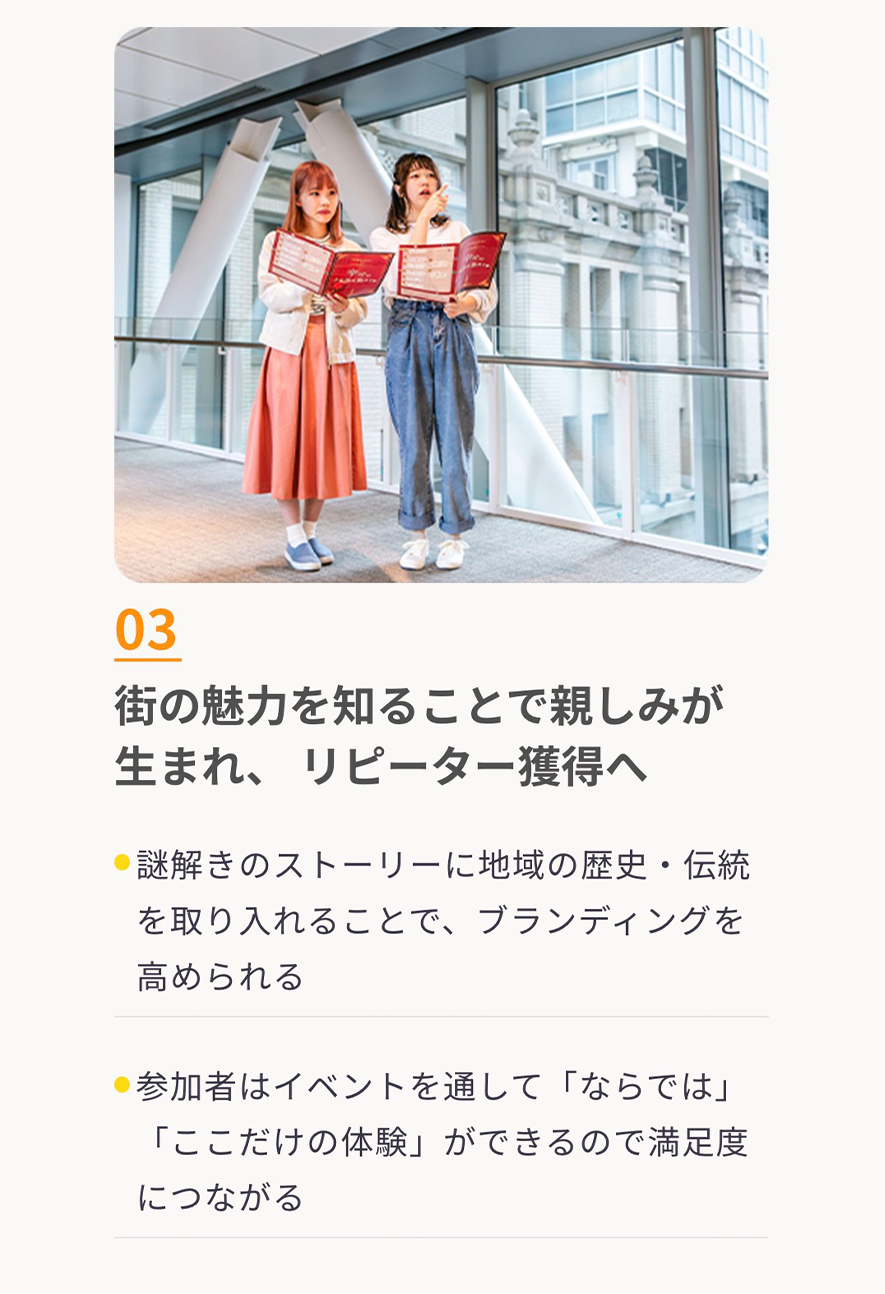 03
街の魅力を知ることで親しみが
生まれ、 リピーター獲得へ
謎解きのストーリーに地域の歴史・伝統
を取り入れることで、ブランディングを
高められる
参加者はイベントを通して「ならでは」
「ここだけの体験」ができるので満足度
につながる